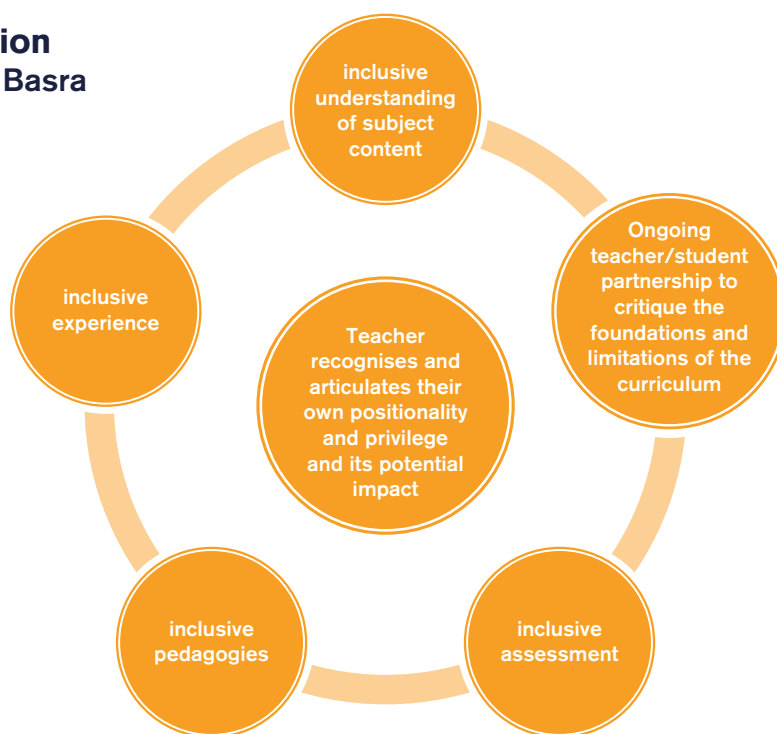 ion
Basra
inclusive
understanding
of subject
content
Ongoing
teacher/student
partnership to
critique the
foundations and
limitations of the
curriculum
inclusive
experience
Teacher
recognises and
articulates their
own positionality
and privilege
and its potential
impact
inclusive
pedagogies
inclusive
assessment